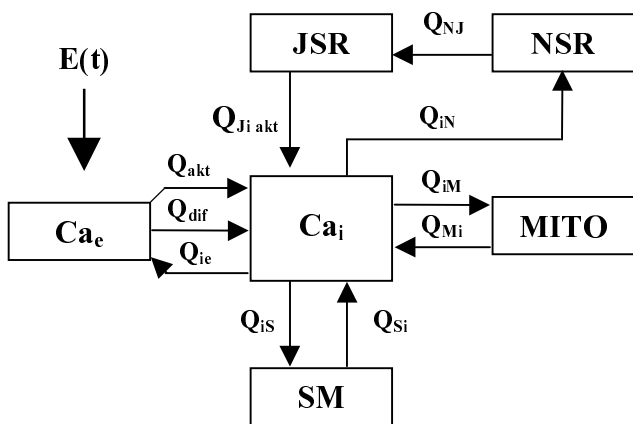 Q_NJ
JSR
NSR
E(t)
Q_Ji akt
Q_iN
Q_akt
Q_iM
Q_dif
Ca_i
Ca_e
Q_Mi
MITO
Q_ie
Q_iS
Q_Si
SM